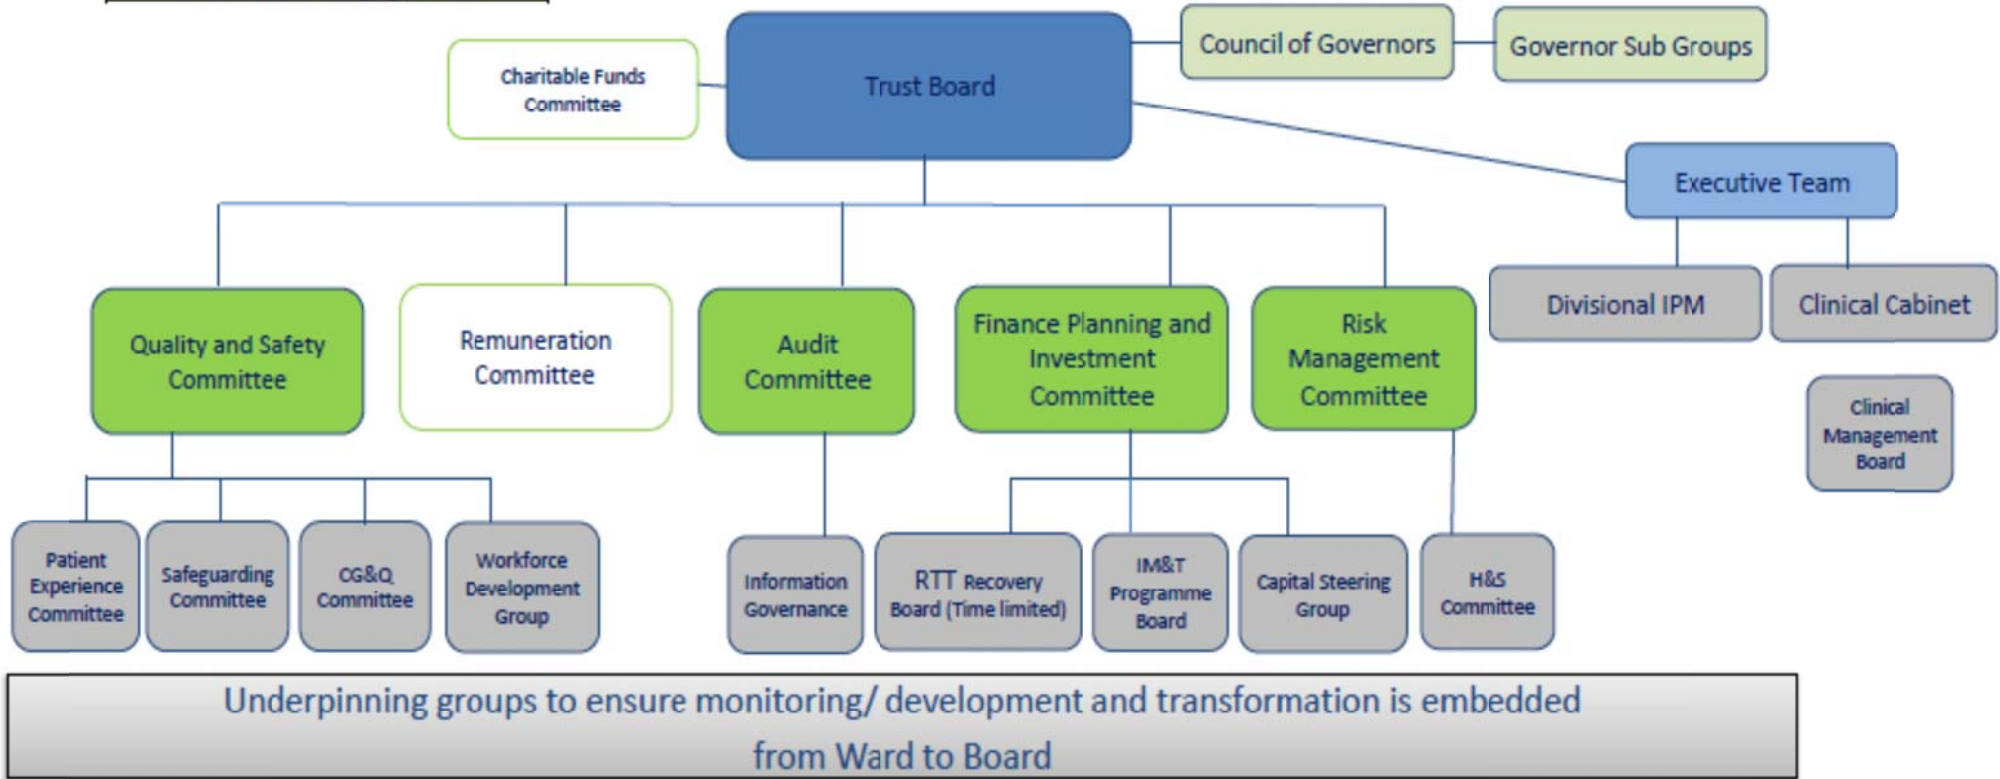 Charitable Funds
Committee
Trust Board
Council of Governors
Governor Sub Groups
Executive Team
Divisional IPM
Clinical Cabinet
Clinical
Management
Board
Quality and Safety
Committee
Remuneration
Committee
Audit
Committee
Finance Planning and
Investment
Committee
Risk
Management
Committee
Patient
Experience
Committee
Safeguarding
Committee
CG&Q
Committee
Workforce
Development
Group
Information
Governance
RTT Recovery
Board (Time limited)
IM&T
Programme
Board
Capital Steering
Group
H&S
Committee
Underpinning groups to ensure monitoring/ development and transformation is embedded
from Ward to Board